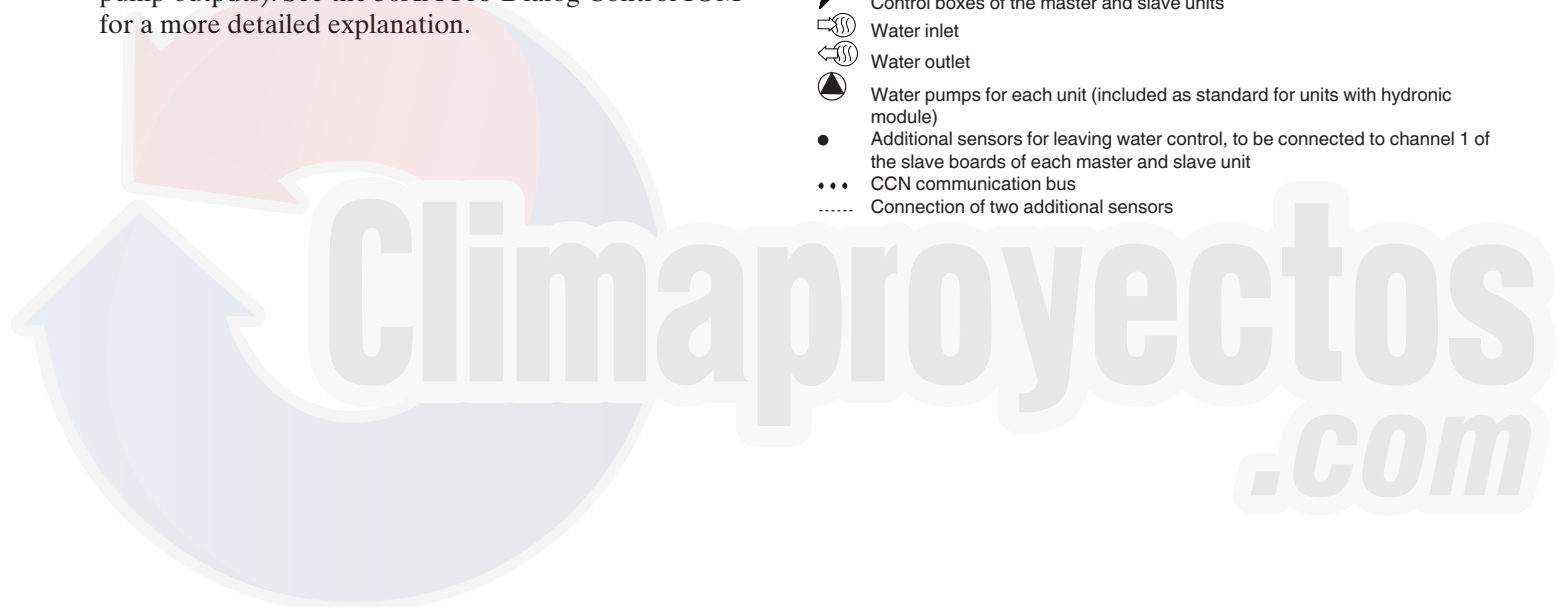 for a more detailed explanation.
Control boxes of the master and slave units
Water inlet
Water outlet
Water pumps for each unit (included as standard for units with hydronic
module)
Additional sensors for leaving water control, to be connected to channel 1 of
the slave boards of each master and slave unit
CCN communication bus
Connection of two additional sensors
Climaproyectos
.com